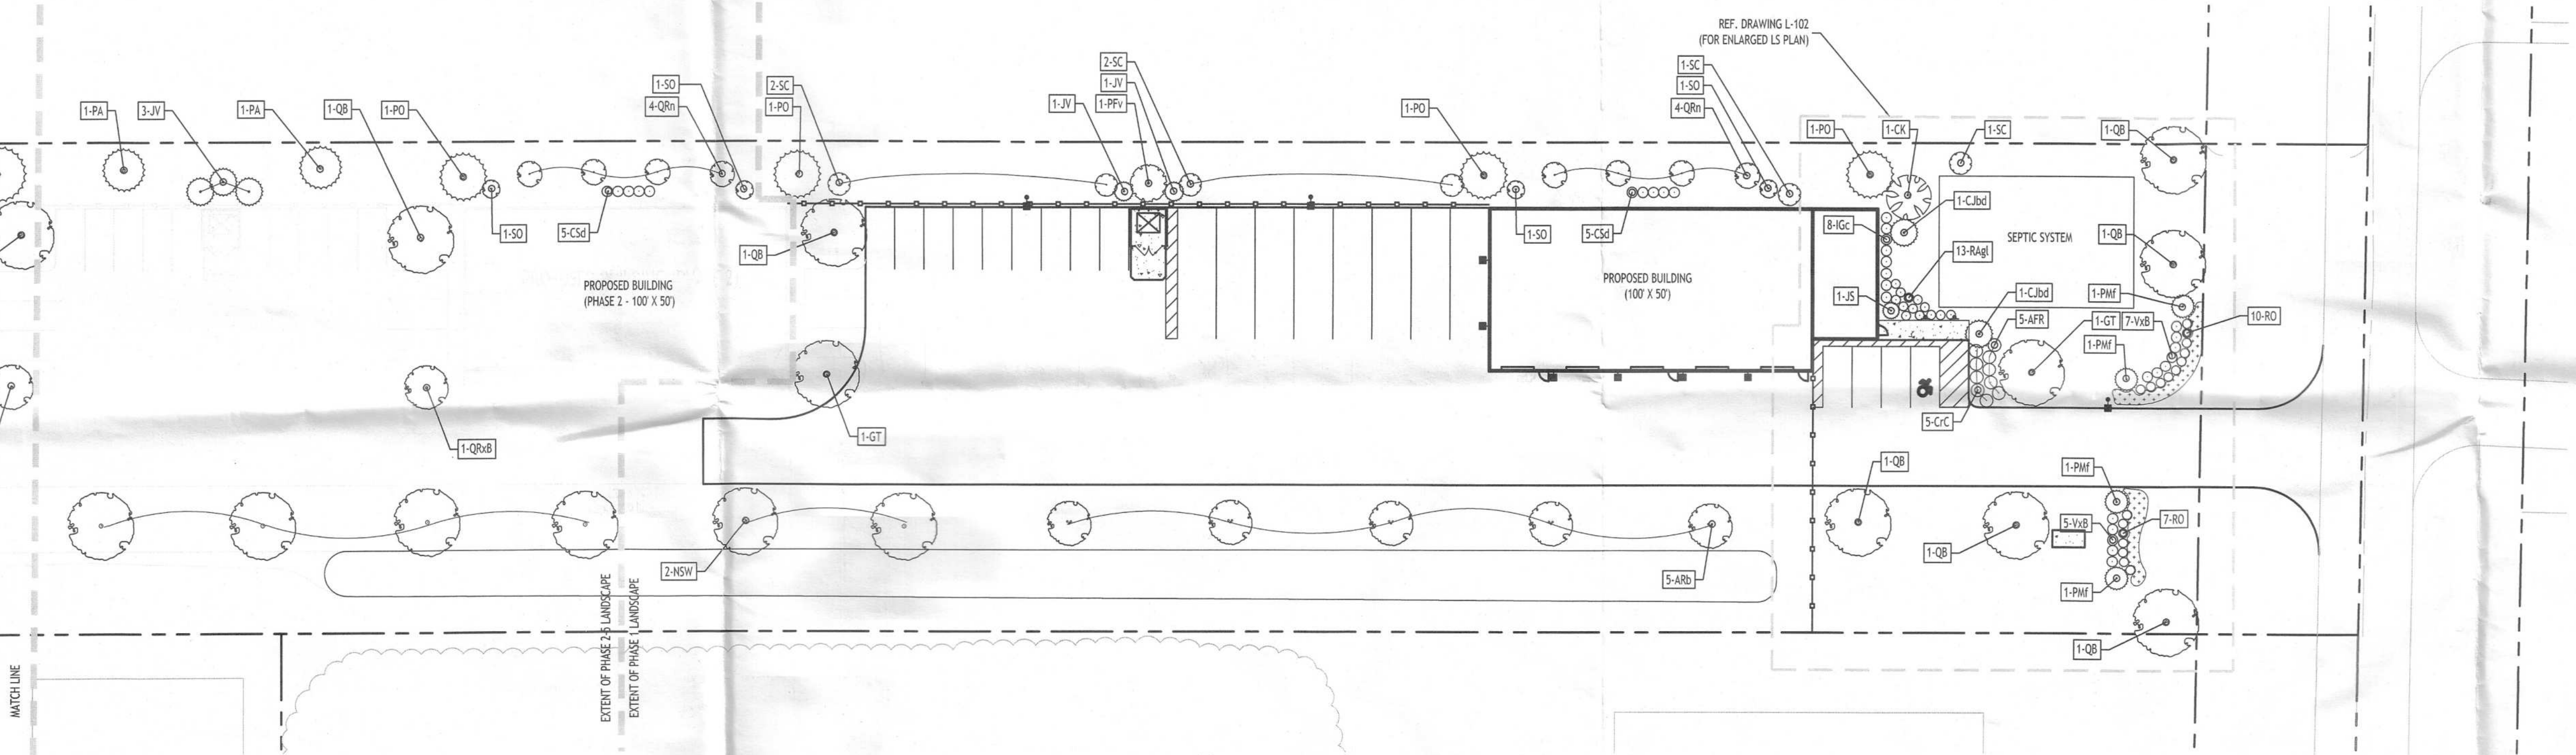 REF. DRAWING L-102
(FOR ENLARGED LS PLAN)
2-SC
1-SC
1-SO
2-SC
1-JV
1-SO
1-PA
3-JV
1-PA
1-QB
1-PO
4-QRn
1-PO
1-JV
1-PFv
1-PO
4-QRn
1-PO
1-CK
1-SC
1-QB
1-CJbd
1-SO
5-CSd
1-QB
1-SO
5-CSd
8-IGc
SEPTIC SYSTEM
1-QB
13-RAgl
PROPOSED BUILDING
(PHASE 2 - 100' X 50')
PROPOSED BUILDING
(100' X 50')
1-JS
1-CJbd
1-PMf
5-AFR
1-GT
7-VxB
10-RO
1-PMf
1-GT
5-CrC
1-QRxB
1-QB
1-PMf
5-VxB
7-RO
1-QB
2-NSW
5-ARb
1-PMf
1-QB
MATCH LINE
EXTENT OF PHASE 2-5 LANDSCAPE
EXTENT OF PHASE 1 LANDSCAPE